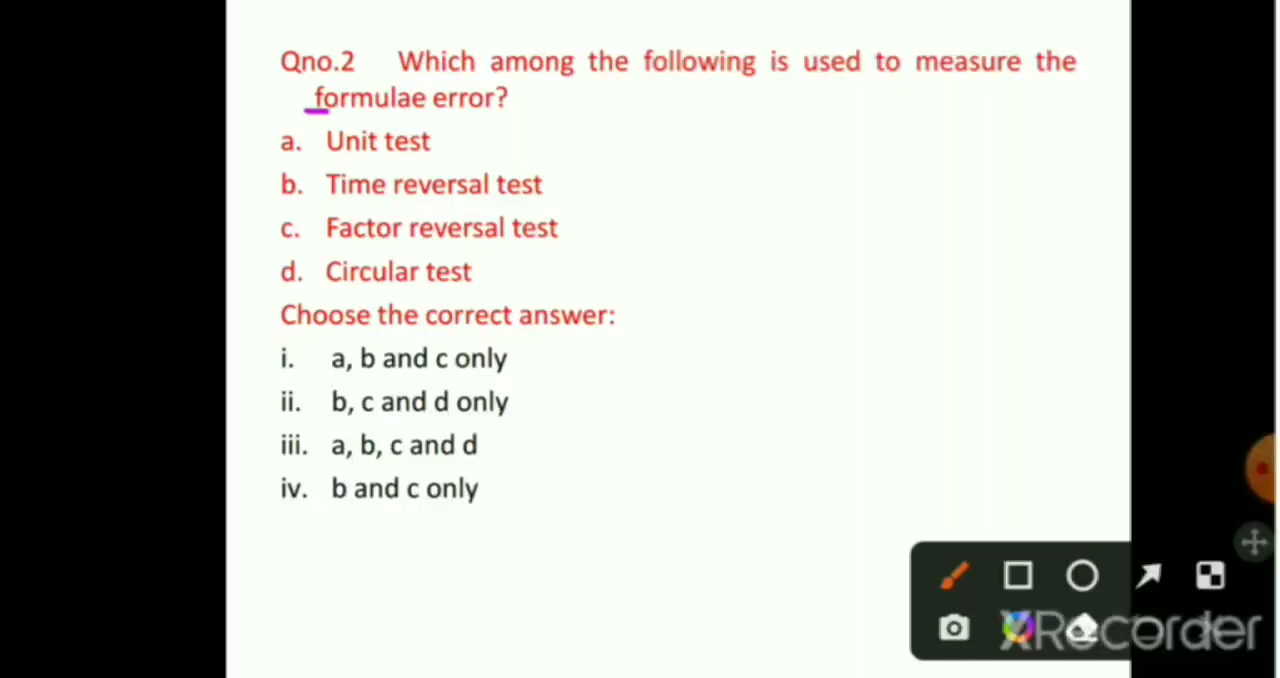 Qno.2 Which among the following is used to measure the
formulae error?
a. Unit test
b. Time reversal test
c. Factor reversal test
d. Circular test
Choose the correct answer:
i. a, b and c only
ii. b, c and d only
iii. a, b, c and d
iv. b and c only
XRecorder